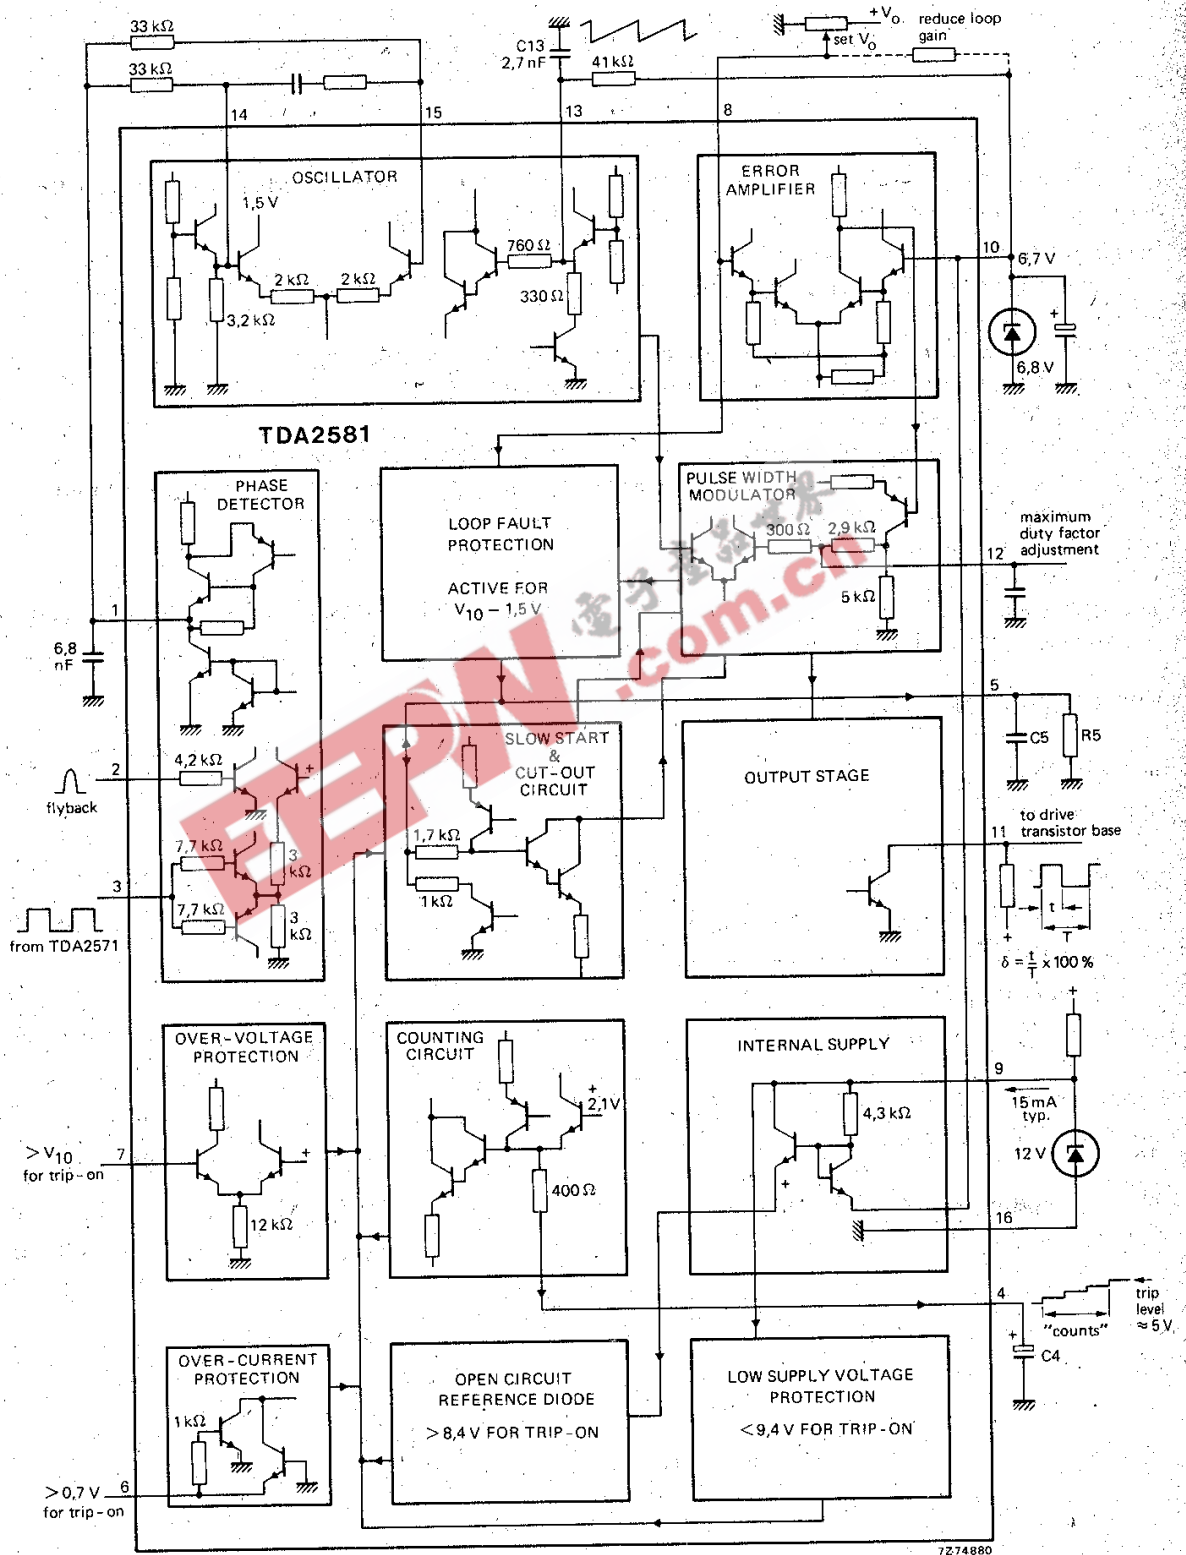 33 kΩ
33 kΩ
C13
2,7 nF
41 kΩ
+V₀
set V₀
reduce loop
gain
14
15
13
8
OSCILLATOR
1,5 V
2 kΩ
2 kΩ
3,2 kΩ
760 Ω
330 Ω
ERROR
AMPLIFIER
10
6,7 V
+
6,8 V
TDA2581
PHASE
DETECTOR
LOOP FAULT
PROTECTION
ACTIVE FOR
V₁₀ – 1,5 V
PULSE WIDTH
MODULATOR
300 Ω
2,9 kΩ
5 kΩ
maximum
duty factor
adjustment
12
1
6,8
nF
电子产品世界
EEPW
.com.cn
2
flyback
4,2 kΩ
+
7,7 kΩ
3
kΩ
3
7,7 kΩ
3
kΩ
from TDA2571
SLOW START
&
CUT-OUT
CIRCUIT
1,7 kΩ
1 kΩ
OUTPUT STAGE
5
C5
R5
to drive
transistor base
11
t
T
+
δ = t/T x 100 %
OVER-VOLTAGE
PROTECTION
+
12 kΩ
> V₁₀
for trip-on
7
COUNTING
CIRCUIT
+
2,1V
400 Ω
INTERNAL SUPPLY
4,3 kΩ
+
9
+
15 mA
typ.
12 V
16
4
trip
level
≈ 5 V
"counts"
+
C4
OVER-CURRENT
PROTECTION
1 kΩ
> 0,7 V
for trip-on
6
OPEN CIRCUIT
REFERENCE DIODE
> 8,4 V FOR TRIP-ON
LOW SUPPLY VOLTAGE
PROTECTION
< 9,4 V FOR TRIP-ON
7Z74880